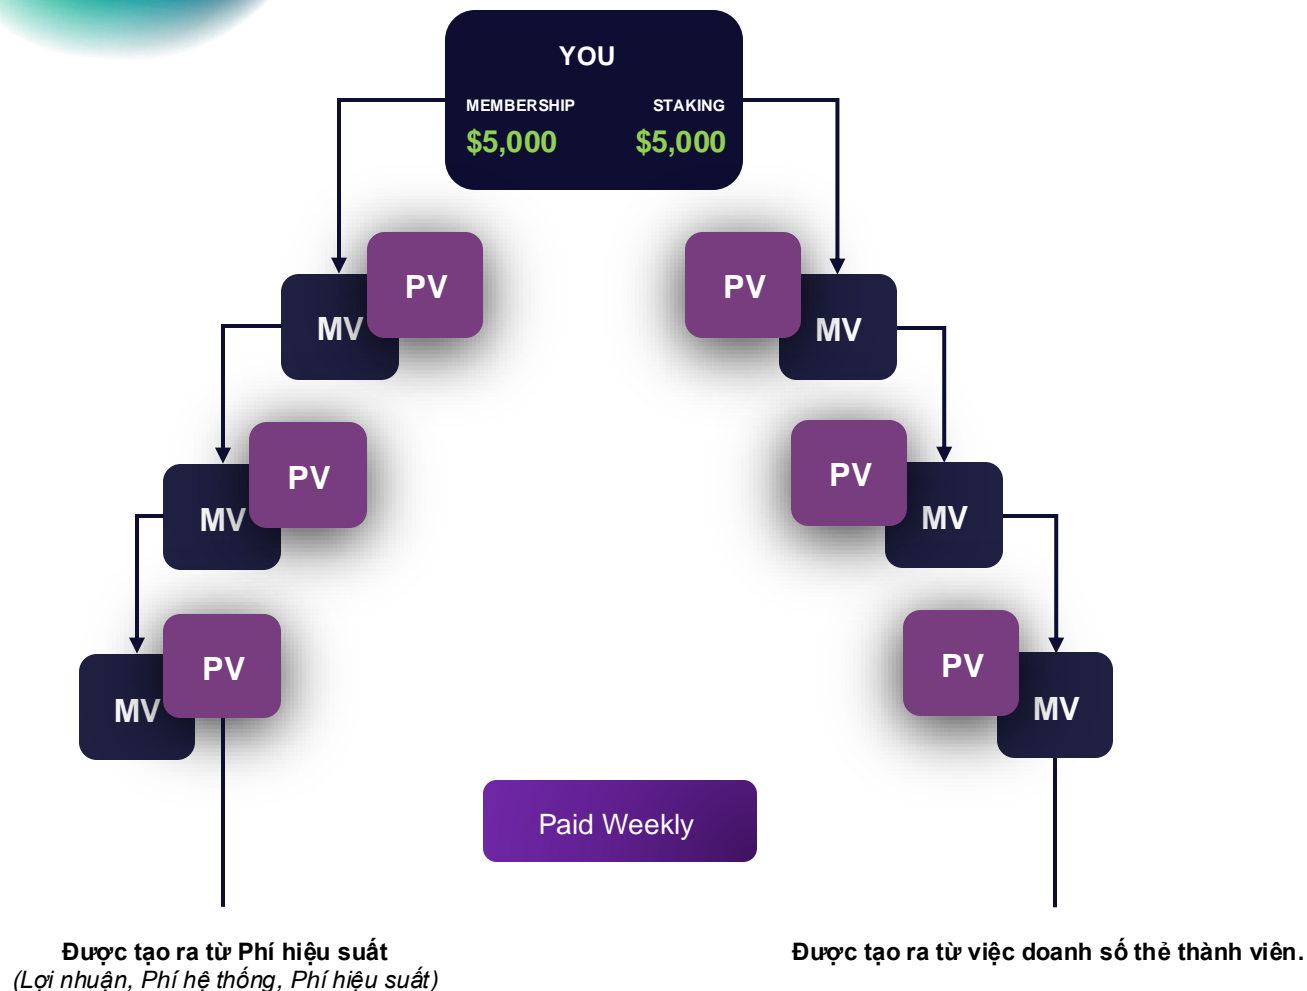 YOU
MEMBERSHIP STAKING
$5,000 $5,000
PV PV
MV MV
PV PV
MV MV
PV PV
MV MV
Paid Weekly
Được tạo ra từ Phí hiệu suất Được tạo ra từ việc doanh số thẻ thành viên.
(Lợi nhuận, Phí hệ thống, Phí hiệu suất)